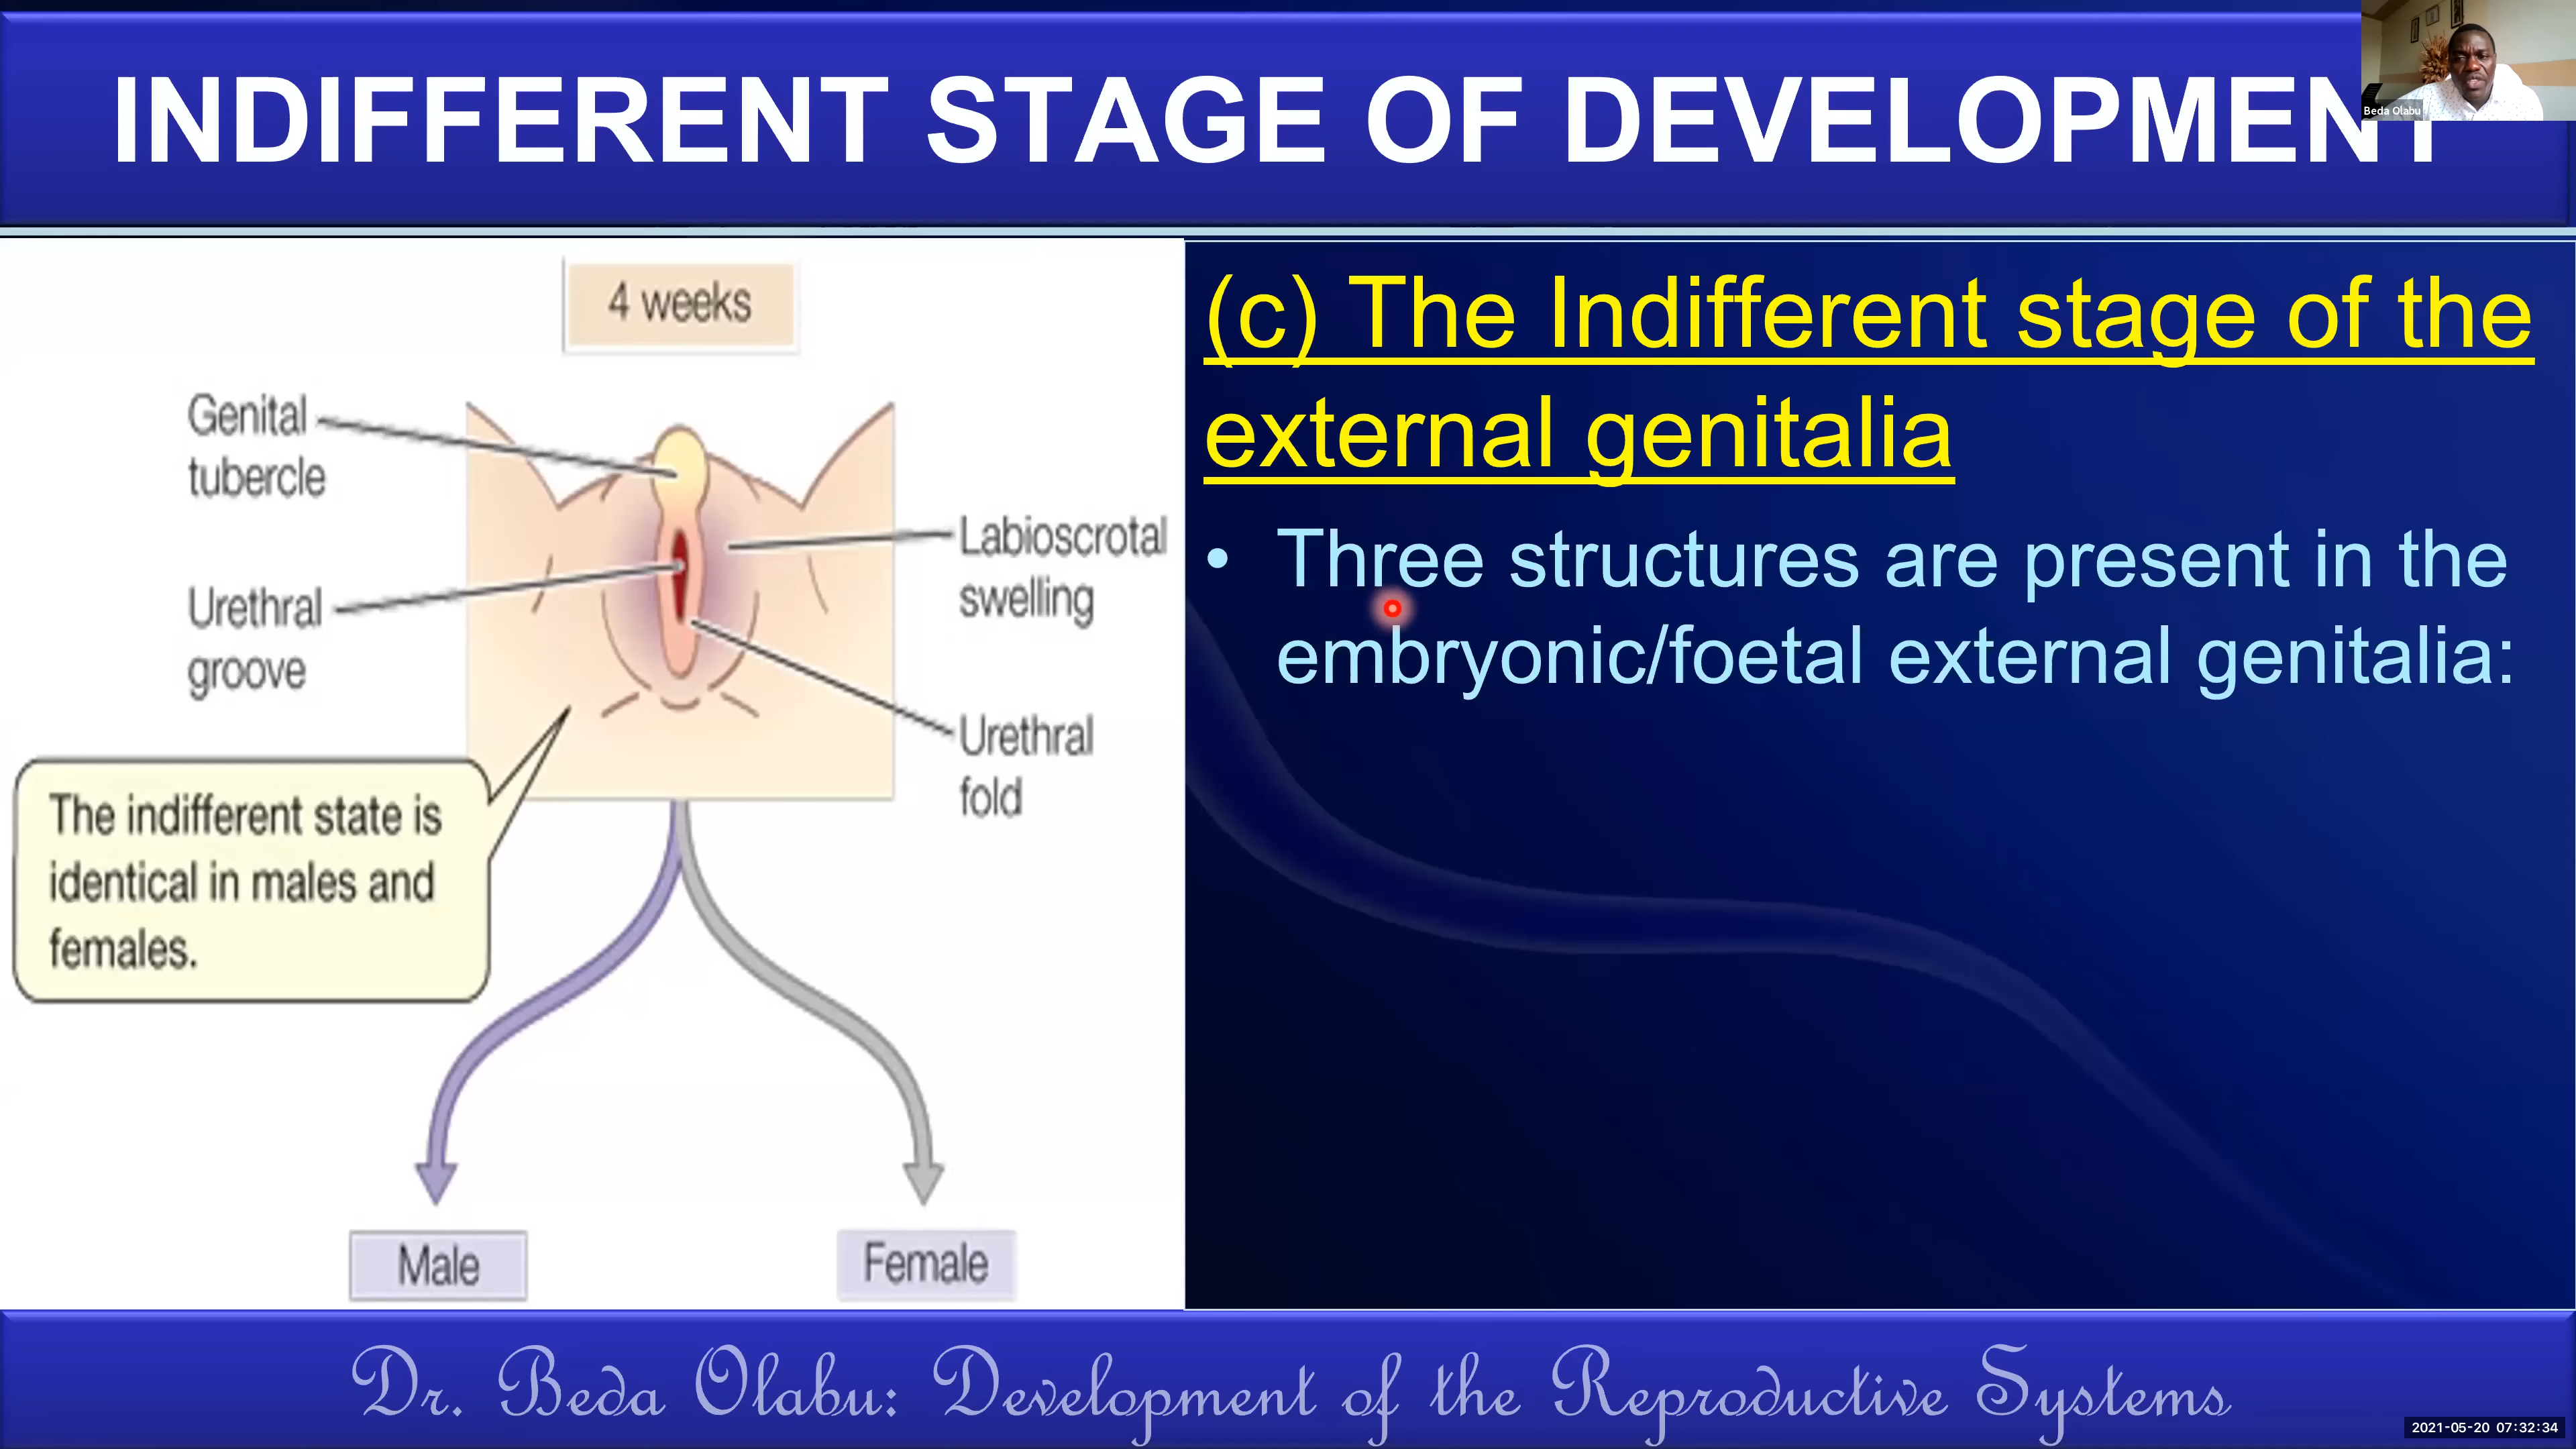 INDIFFERENT STAGE OF DEVELOPMENT
Beda Olabu
4 weeks
Genital
tubercle
Labioscrotal
swelling
Urethral
groove
Urethral
fold
The indifferent state is
identical in males and
females.
Male
Female
(c) The Indifferent stage of the
external genitalia
• Three structures are present in the
embryonic/foetal external genitalia:
Dr. Beda Olabu: Development of the Reproductive Systems
2021-05-20 07:32:34